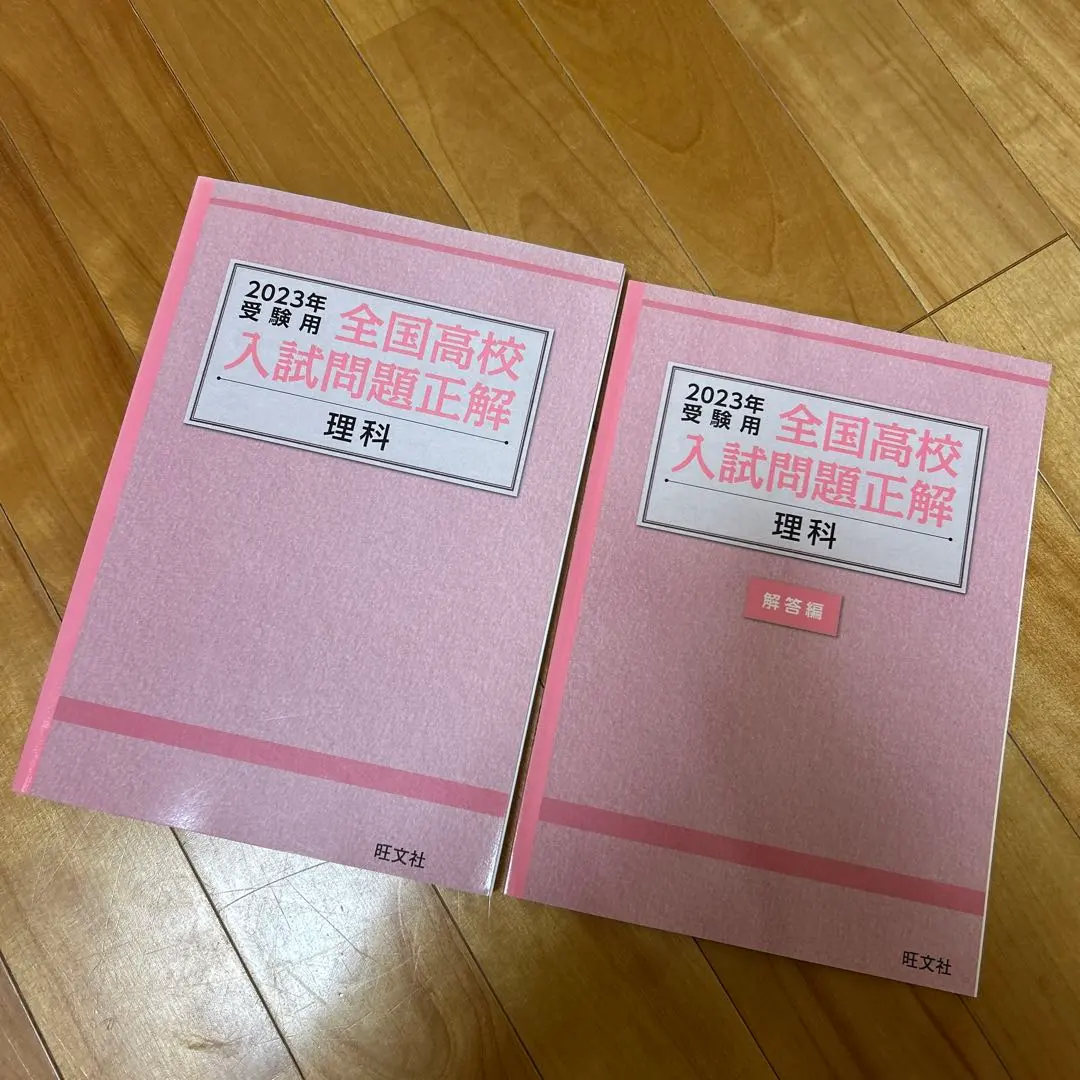 2023年
受験用
全国高校
入試問題正解
理科
旺文社
2023年
受験用
全国高校
入試問題正解
理科
解答編
旺文社